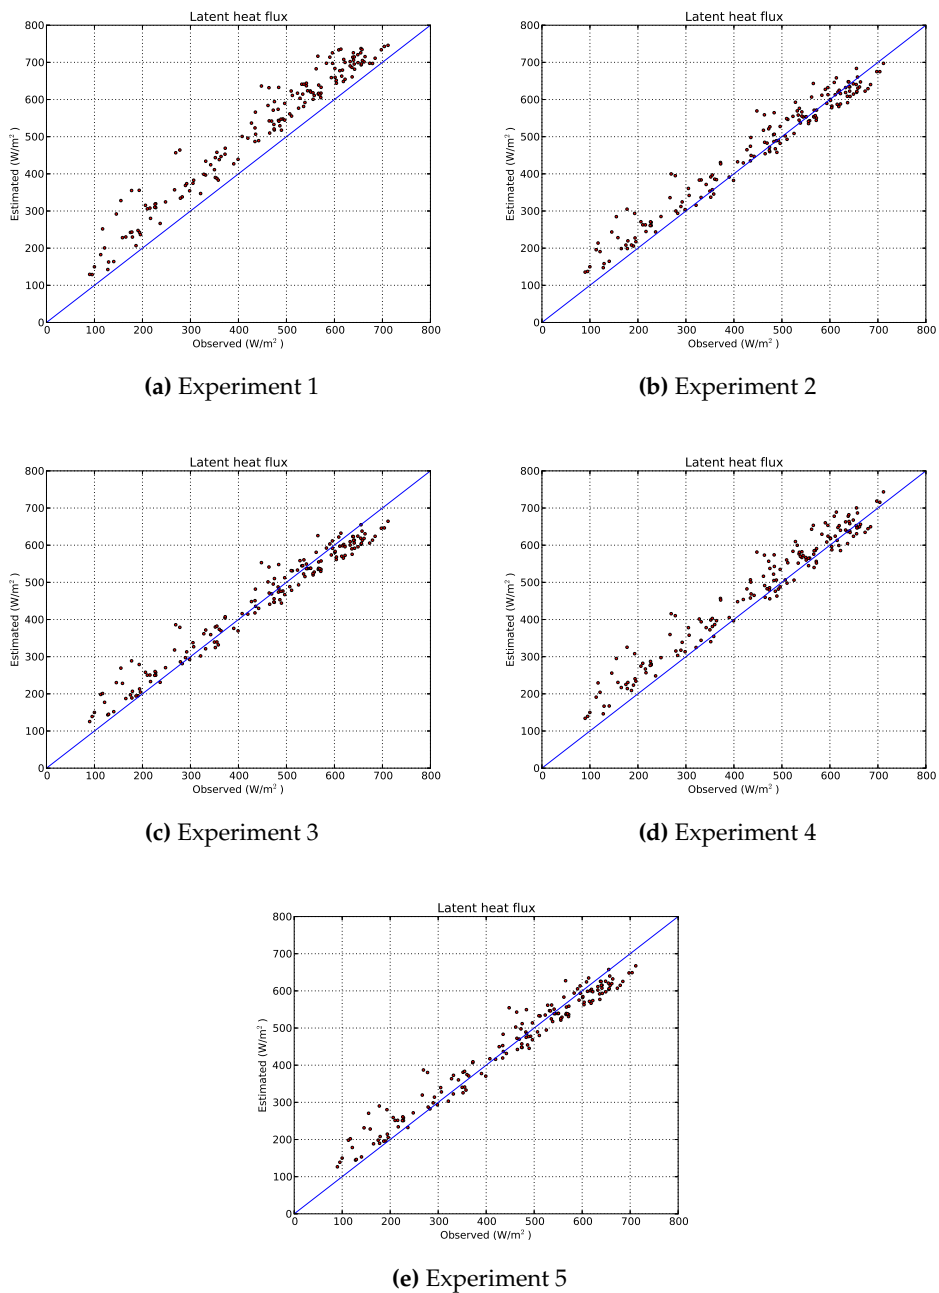 Latent heat flux
800
700
600
500
400
300
200
100
0
Estimated (W/m²)
0 100 200 300 400 500 600 700 800
Observed (W/m²)
(a) Experiment 1
Latent heat flux
800
700
600
500
400
300
200
100
0
Estimated (W/m²)
0 100 200 300 400 500 600 700 800
Observed (W/m²)
(b) Experiment 2
Latent heat flux
800
700
600
500
400
300
200
100
0
Estimated (W/m²)
0 100 200 300 400 500 600 700 800
Observed (W/m²)
(c) Experiment 3
Latent heat flux
800
700
600
500
400
300
200
100
0
Estimated (W/m²)
0 100 200 300 400 500 600 700 800
Observed (W/m²)
(d) Experiment 4
Latent heat flux
800
700
600
500
400
300
200
100
0
Estimated (W/m²)
0 100 200 300 400 500 600 700 800
Observed (W/m²)
(e) Experiment 5